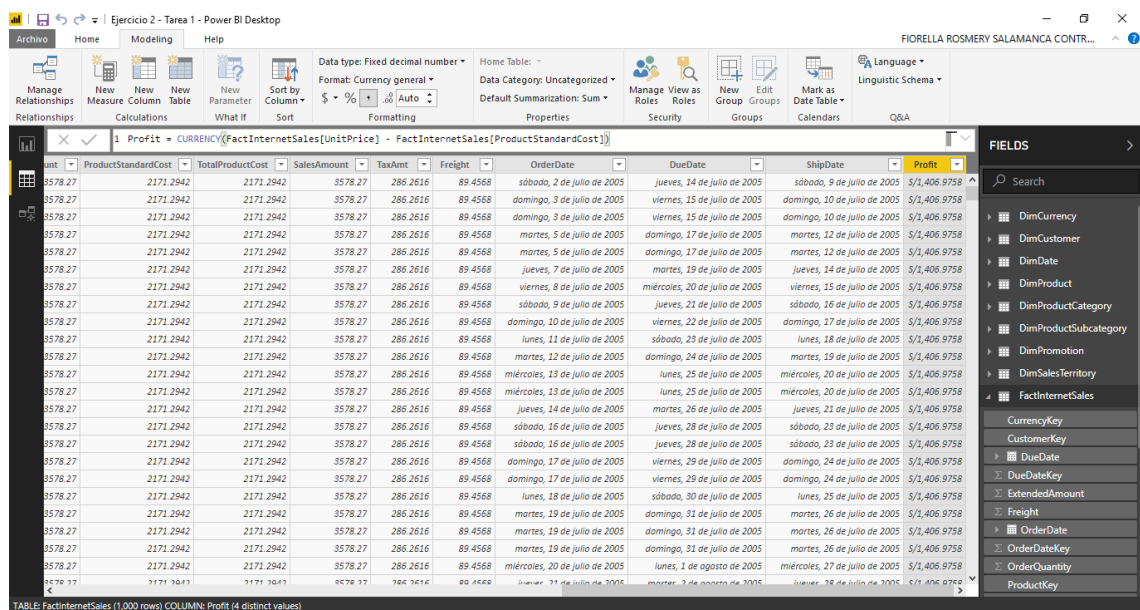 Ejercicio 2 - Tarea 1 - Power BI Desktop
Archivo Home Modeling Help FIORELLA ROSMERY SALAMANCA CONTR...
Manage Relationships
New Measure
New Column
New Table
New Parameter
Sort by Column
Data type: Fixed decimal number
Format: Currency general
$ % , .00 Auto
Home Table:
Data Category: Uncategorized
Default Summarization: Sum
Manage Roles
View as Roles
New Group
Edit Groups
Mark as Date Table
Language
Linguistic Schema
Relationships Calculations What If Sort Formatting Properties Security Groups Calendars Q&A
1 Profit = CURRENCY(FactInternetSales[UnitPrice] - FactInternetSales[ProductStandardCost])
unt ProductStandardCost TotalProductCost SalesAmount TaxAmt Freight OrderDate DueDate ShipDate Profit
3578.27 2171.2942 2171.2942 3578.27 286.2616 89.4568 sábado, 2 de julio de 2005 jueves, 14 de julio de 2005 sábado, 9 de julio de 2005 S/1,406.9758
3578.27 2171.2942 2171.2942 3578.27 286.2616 89.4568 domingo, 3 de julio de 2005 viernes, 15 de julio de 2005 domingo, 10 de julio de 2005 S/1,406.9758
3578.27 2171.2942 2171.2942 3578.27 286.2616 89.4568 domingo, 3 de julio de 2005 viernes, 15 de julio de 2005 domingo, 10 de julio de 2005 S/1,406.9758
3578.27 2171.2942 2171.2942 3578.27 286.2616 89.4568 martes, 5 de julio de 2005 domingo, 17 de julio de 2005 martes, 12 de julio de 2005 S/1,406.9758
3578.27 2171.2942 2171.2942 3578.27 286.2616 89.4568 martes, 5 de julio de 2005 domingo, 17 de julio de 2005 martes, 12 de julio de 2005 S/1,406.9758
3578.27 2171.2942 2171.2942 3578.27 286.2616 89.4568 jueves, 7 de julio de 2005 martes, 19 de julio de 2005 jueves, 14 de julio de 2005 S/1,406.9758
3578.27 2171.2942 2171.2942 3578.27 286.2616 89.4568 viernes, 8 de julio de 2005 miércoles, 20 de julio de 2005 viernes, 15 de julio de 2005 S/1,406.9758
3578.27 2171.2942 2171.2942 3578.27 286.2616 89.4568 sábado, 9 de julio de 2005 jueves, 21 de julio de 2005 sábado, 16 de julio de 2005 S/1,406.9758
3578.27 2171.2942 2171.2942 3578.27 286.2616 89.4568 domingo, 10 de julio de 2005 viernes, 22 de julio de 2005 domingo, 17 de julio de 2005 S/1,406.9758
3578.27 2171.2942 2171.2942 3578.27 286.2616 89.4568 lunes, 11 de julio de 2005 sábado, 23 de julio de 2005 lunes, 18 de julio de 2005 S/1,406.9758
3578.27 2171.2942 2171.2942 3578.27 286.2616 89.4568 martes, 12 de julio de 2005 domingo, 24 de julio de 2005 martes, 19 de julio de 2005 S/1,406.9758
3578.27 2171.2942 2171.2942 3578.27 286.2616 89.4568 miércoles, 13 de julio de 2005 lunes, 25 de julio de 2005 miércoles, 20 de julio de 2005 S/1,406.9758
3578.27 2171.2942 2171.2942 3578.27 286.2616 89.4568 miércoles, 13 de julio de 2005 lunes, 25 de julio de 2005 miércoles, 20 de julio de 2005 S/1,406.9758
3578.27 2171.2942 2171.2942 3578.27 286.2616 89.4568 jueves, 14 de julio de 2005 martes, 26 de julio de 2005 jueves, 21 de julio de 2005 S/1,406.9758
3578.27 2171.2942 2171.2942 3578.27 286.2616 89.4568 sábado, 16 de julio de 2005 jueves, 28 de julio de 2005 sábado, 23 de julio de 2005 S/1,406.9758
3578.27 2171.2942 2171.2942 3578.27 286.2616 89.4568 sábado, 16 de julio de 2005 jueves, 28 de julio de 2005 sábado, 23 de julio de 2005 S/1,406.9758
3578.27 2171.2942 2171.2942 3578.27 286.2616 89.4568 domingo, 17 de julio de 2005 viernes, 29 de julio de 2005 domingo, 24 de julio de 2005 S/1,406.9758
3578.27 2171.2942 2171.2942 3578.27 286.2616 89.4568 domingo, 17 de julio de 2005 viernes, 29 de julio de 2005 domingo, 24 de julio de 2005 S/1,406.9758
3578.27 2171.2942 2171.2942 3578.27 286.2616 89.4568 lunes, 18 de julio de 2005 sábado, 30 de julio de 2005 lunes, 25 de julio de 2005 S/1,406.9758
3578.27 2171.2942 2171.2942 3578.27 286.2616 89.4568 martes, 19 de julio de 2005 domingo, 31 de julio de 2005 martes, 26 de julio de 2005 S/1,406.9758
3578.27 2171.2942 2171.2942 3578.27 286.2616 89.4568 martes, 19 de julio de 2005 domingo, 31 de julio de 2005 martes, 26 de julio de 2005 S/1,406.9758
3578.27 2171.2942 2171.2942 3578.27 286.2616 89.4568 martes, 19 de julio de 2005 domingo, 31 de julio de 2005 martes, 26 de julio de 2005 S/1,406.9758
3578.27 2171.2942 2171.2942 3578.27 286.2616 89.4568 miércoles, 20 de julio de 2005 lunes, 1 de agosto de 2005 miércoles, 27 de julio de 2005 S/1,406.9758
3578.27 2171.2942 2171.2942 3578.27 286.2616 89.4568 jueves, 21 de julio de 2005 martes, 2 de agosto de 2005 jueves, 28 de julio de 2005 S/1,406.9758
FIELDS
Search
DimCurrency
DimCustomer
DimDate
DimProduct
DimProductCategory
DimProductSubcategory
DimPromotion
DimSalesTerritory
FactInternetSales
CurrencyKey
CustomerKey
DueDate
DueDateKey
ExtendedAmount
Freight
OrderDate
OrderDateKey
OrderQuantity
ProductKey
TABLE: FactInternetSales (1,000 rows) COLUMN: Profit (4 distinct values)